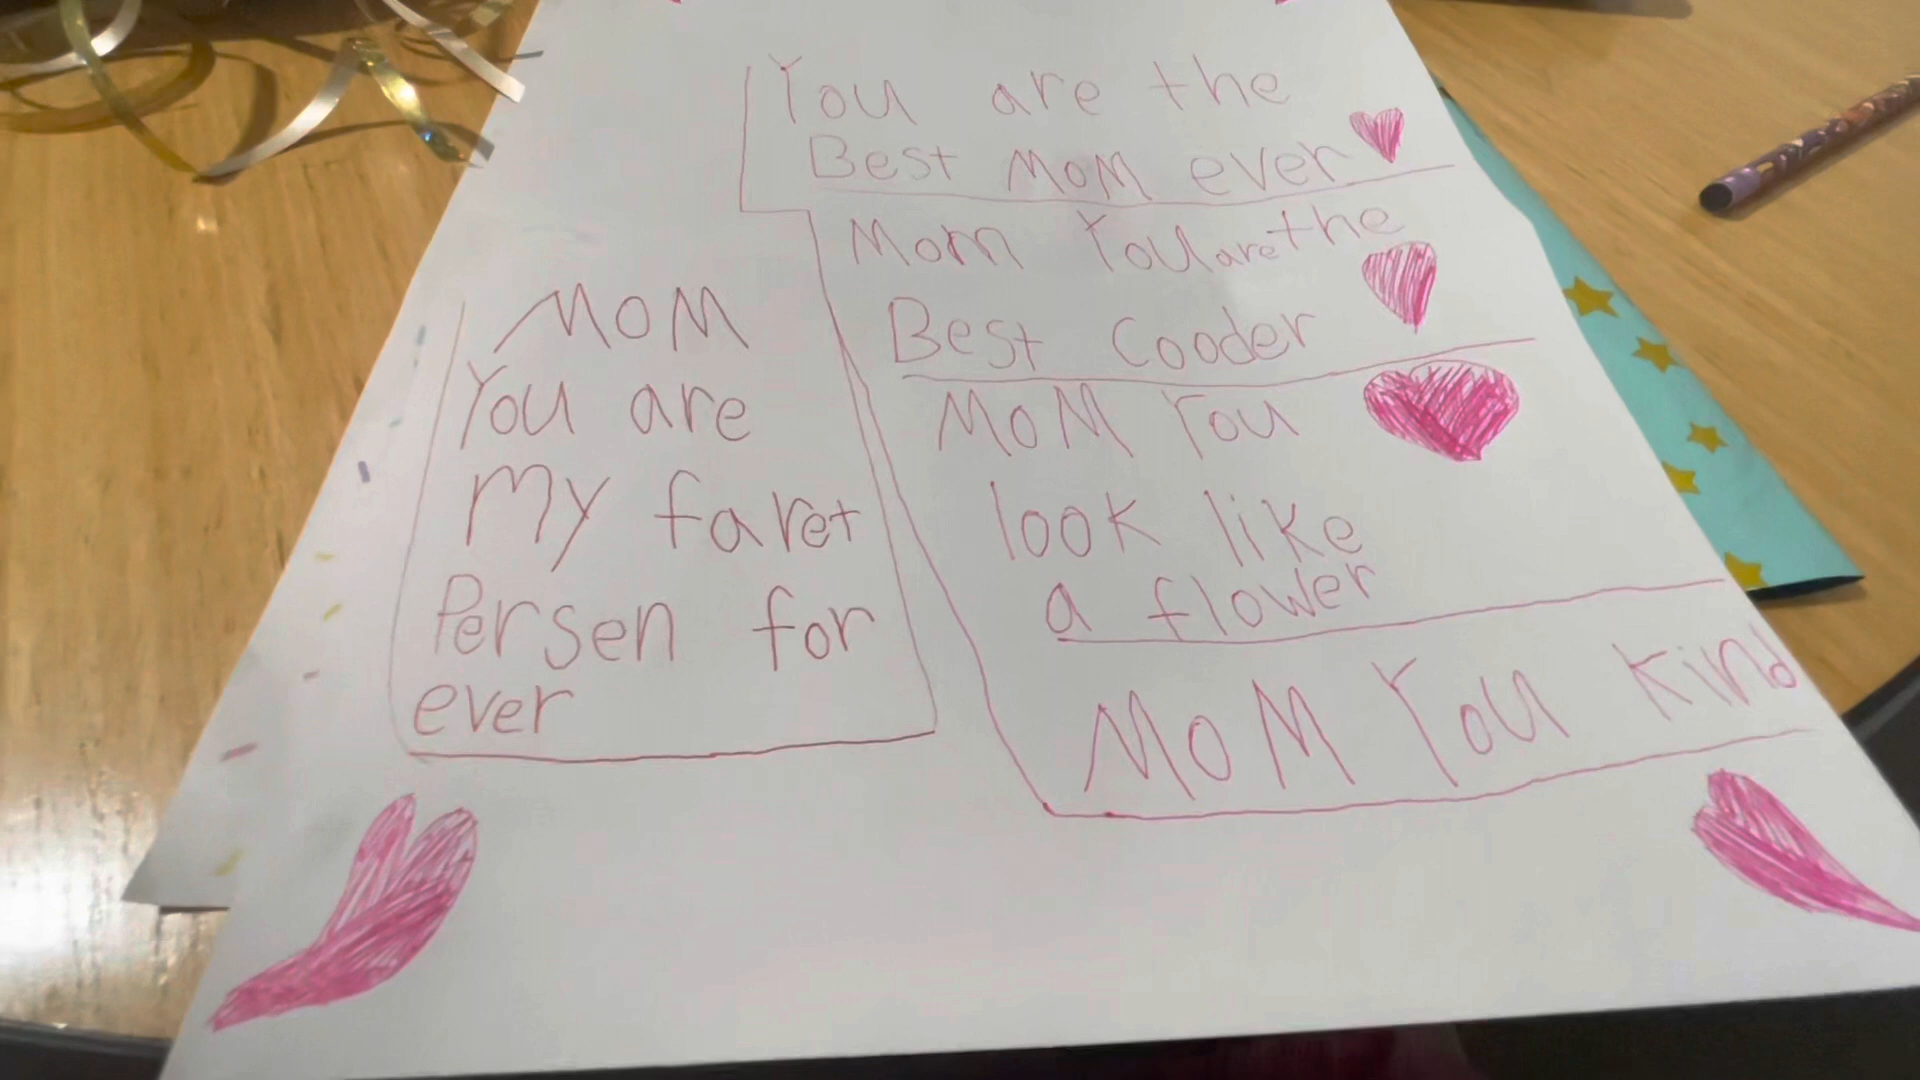 You are the
Best MoM ever
Mom You are the
Best Cooder
MoM You
look like
a flower
MoM You kind
MoM
You are
My favet
Persen for
ever